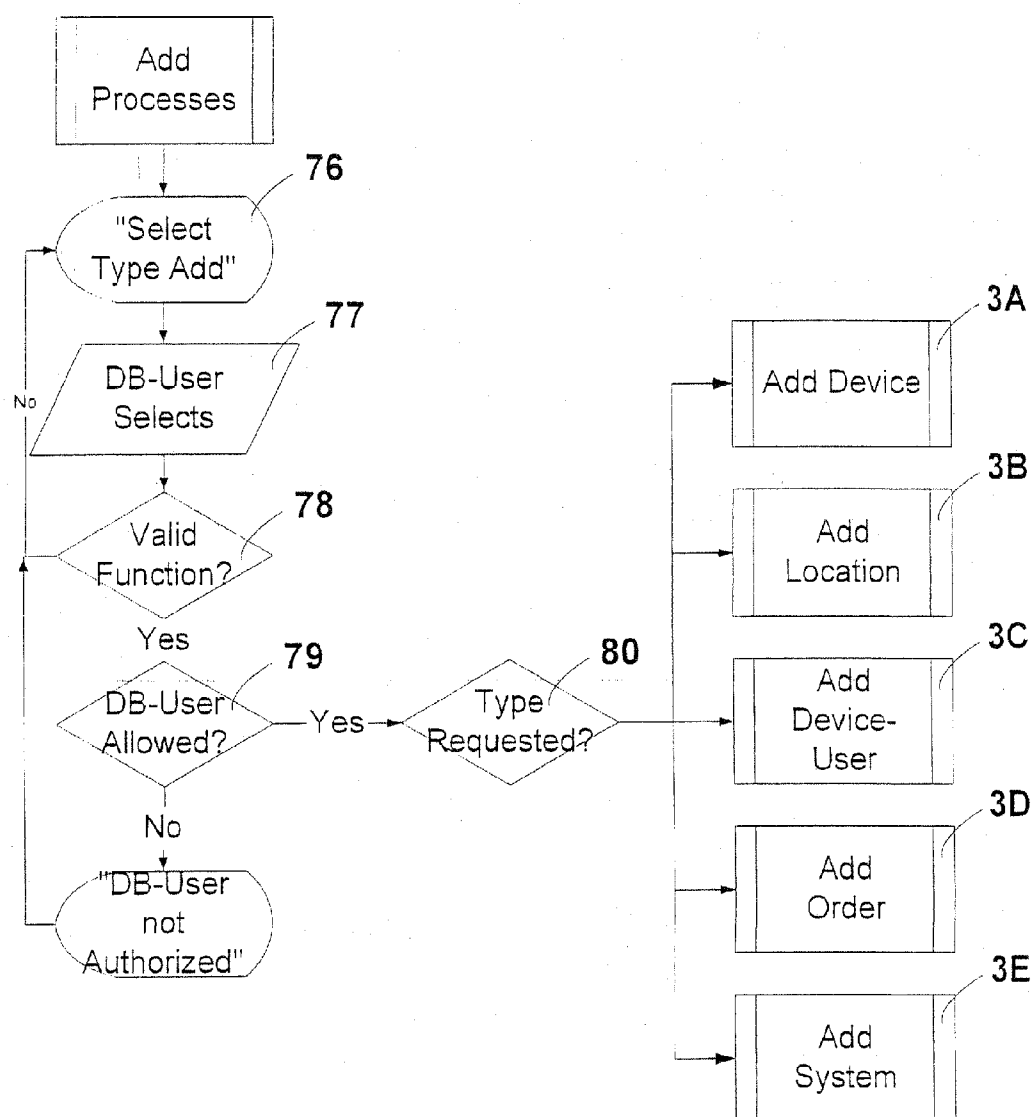 Add
Processes
76
"Select
Type Add"
77
DB-User
Selects
No
78
Valid
Function?
Yes
79
DB-User
Allowed?
Yes
80
Type
Requested?
No
"DB-User
not
Authorized"
3A
Add Device
3B
Add
Location
3C
Add
Device-
User
3D
Add
Order
3E
Add
System